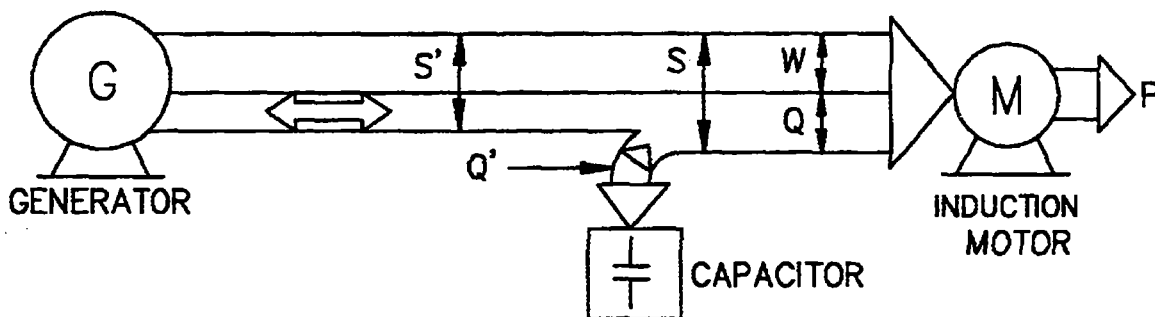 G
S'
S
W
Q
M
P
Q'
GENERATOR
INDUCTION
MOTOR
CAPACITOR